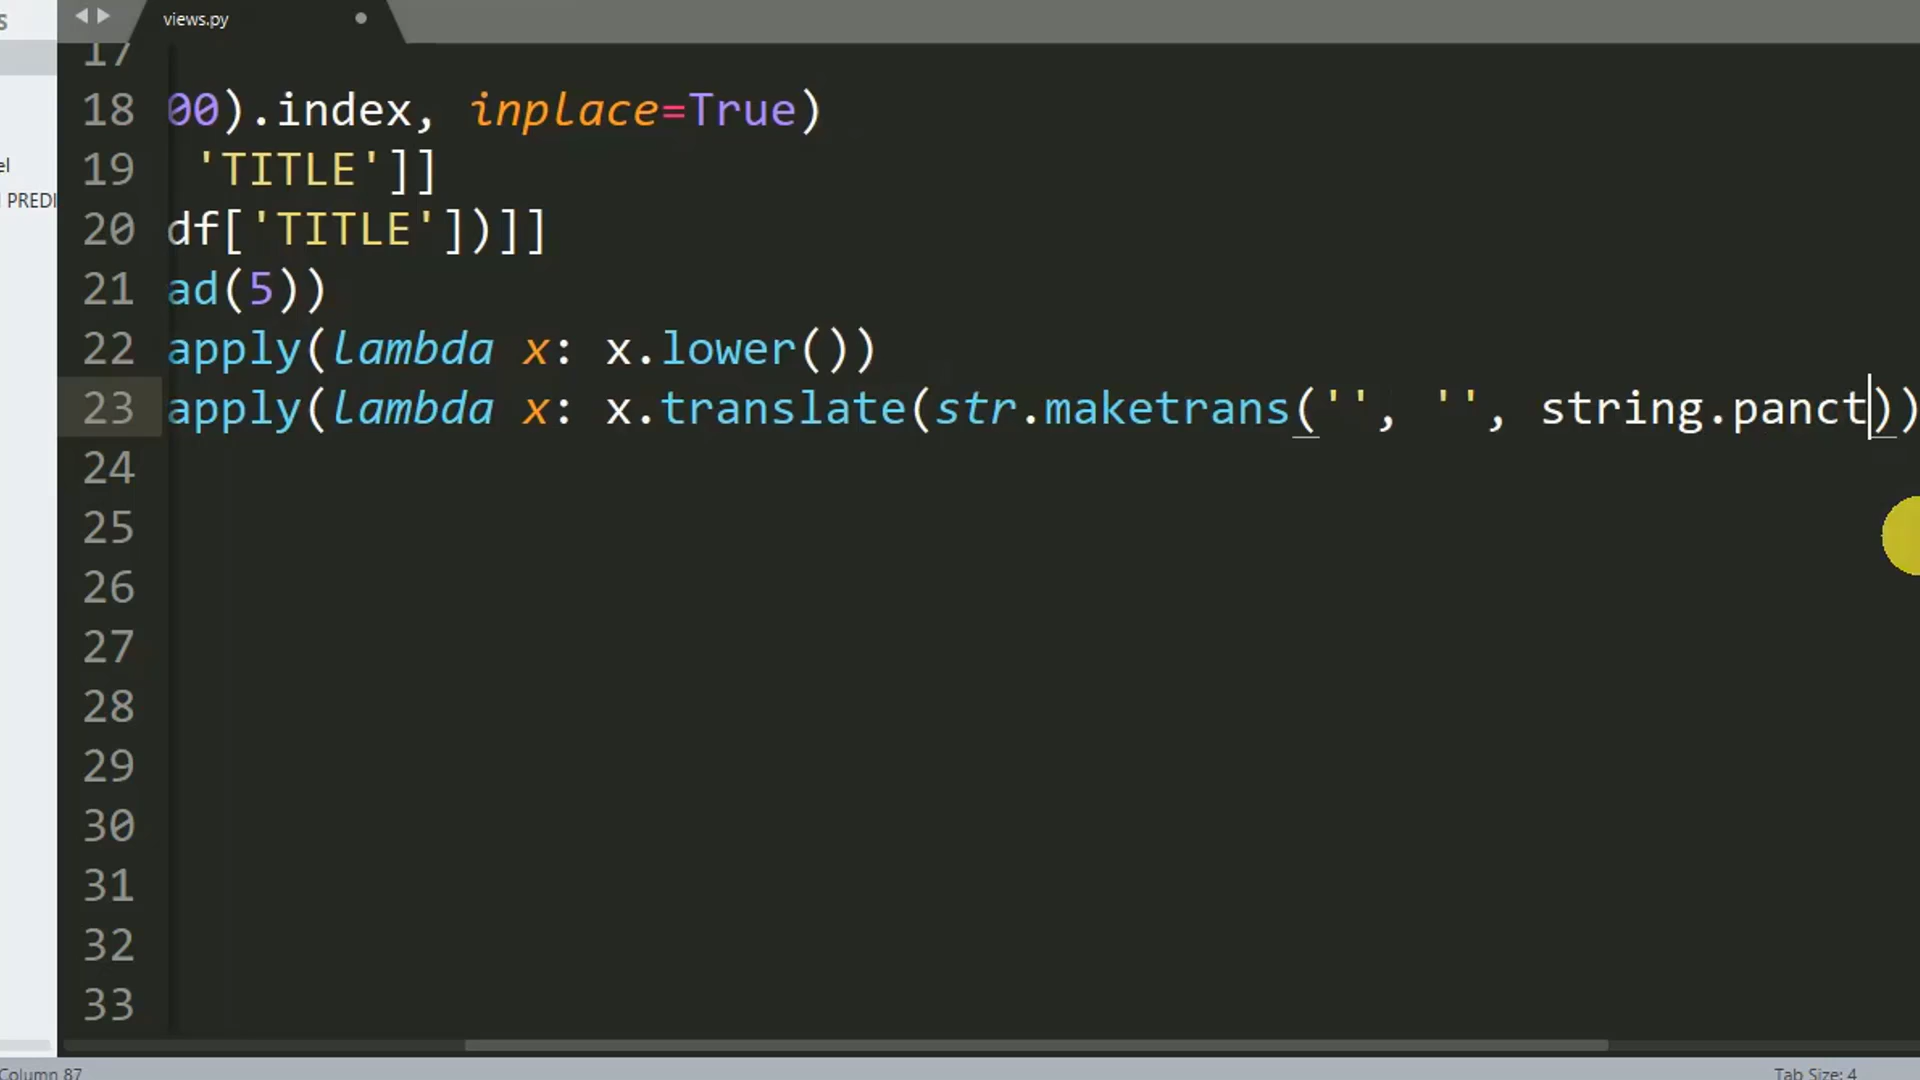 s
views.py
17
18 00).index, inplace=True)
19 'TITLE']]
20 df['TITLE'])]]
21 ad(5))
22 apply(lambda x: x.lower())
23 apply(lambda x: x.translate(str.maketrans('', '', string.panct))
24
25
26
27
28
29
30
31
32
33
el
PREDI
Column 87
Tab Size: 4